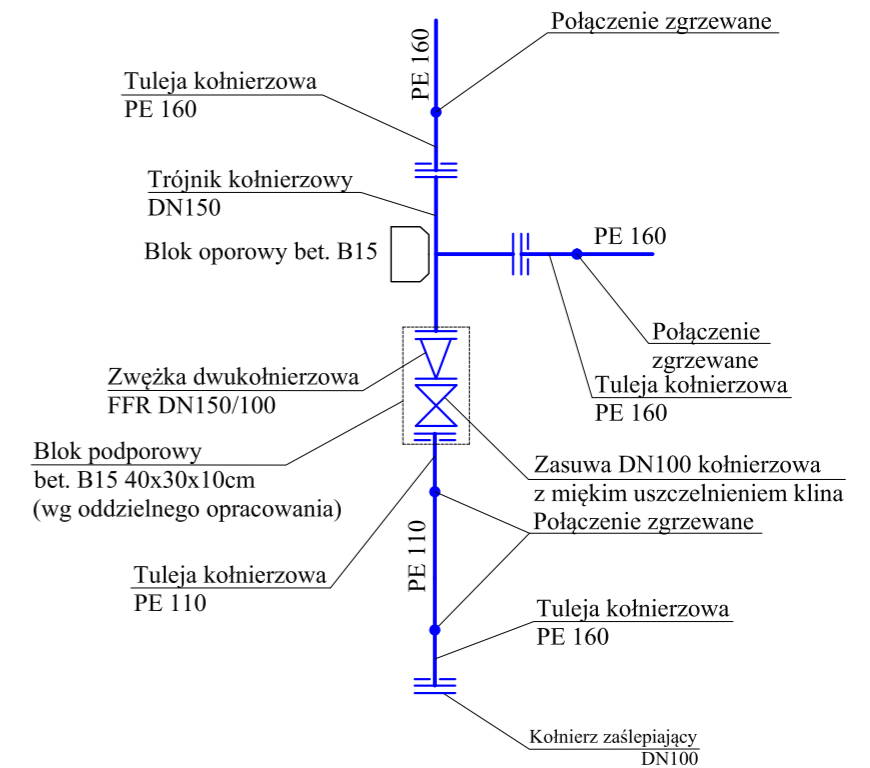 Połączenie zgrzewane
PE 160
Tuleja kołnierzowa
PE 160
Trójnik kołnierzowy
DN150
Blok oporowy bet. B15
PE 160
Połączenie
zgrzewane
Tuleja kołnierzowa
PE 160
Zwężka dwukołnierzowa
FFR DN150/100
Blok podporowy
bet. B15 40x30x10cm
(wg oddzielnego opracowania)
Zasuwa DN100 kołnierzowa
z miękim uszczelnieniem klina
Połączenie zgrzewane
PE 110
Tuleja kołnierzowa
PE 110
Tuleja kołnierzowa
PE 160
Kołnierz zaślepiający
DN100